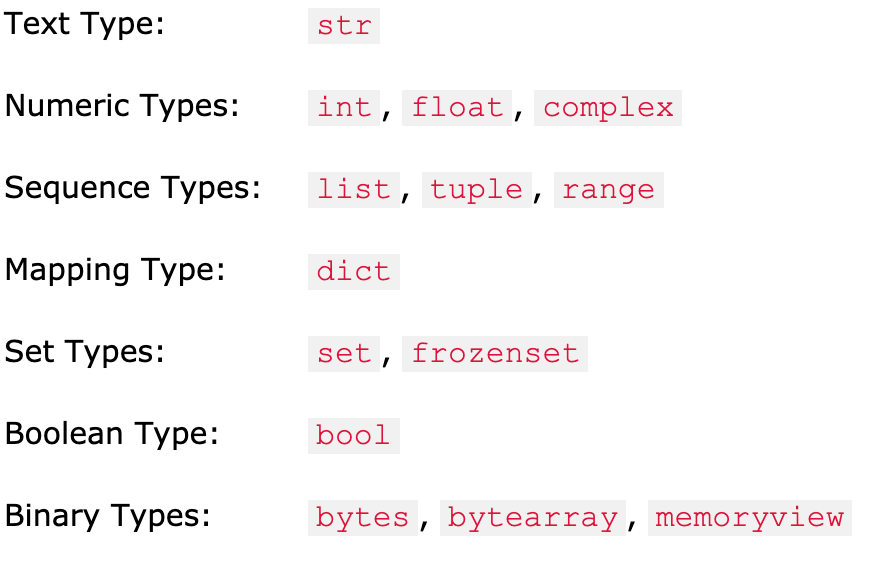 Text Type: str
Numeric Types: int, float, complex
Sequence Types: list, tuple, range
Mapping Type: dict
Set Types: set, frozenset
Boolean Type: bool
Binary Types: bytes, bytearray, memoryview